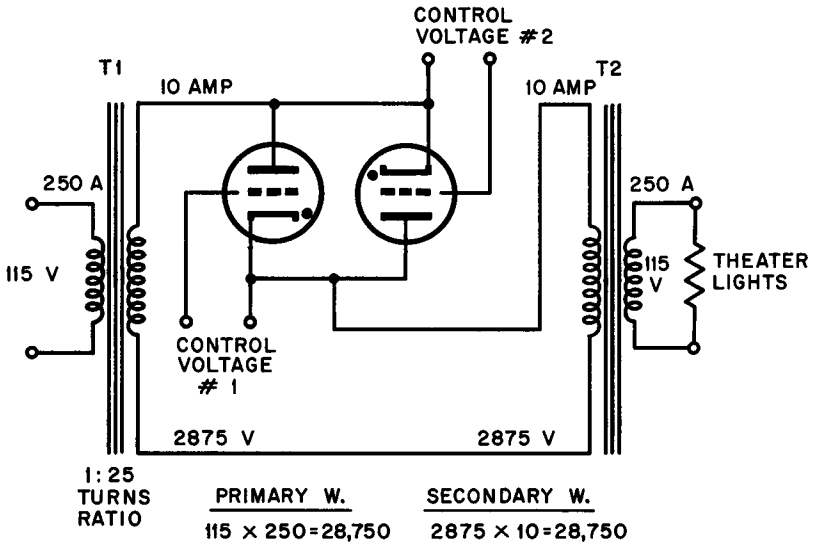 CONTROL
VOLTAGE #2
T1
10 AMP
10 AMP
T2
250 A
250 A
115 V
115
V
THEATER
LIGHTS
CONTROL
VOLTAGE
# 1
2875 V
2875 V
1:25
TURNS
RATIO
PRIMARY W.
SECONDARY W.
115 × 250=28,750
2875 × 10=28,750